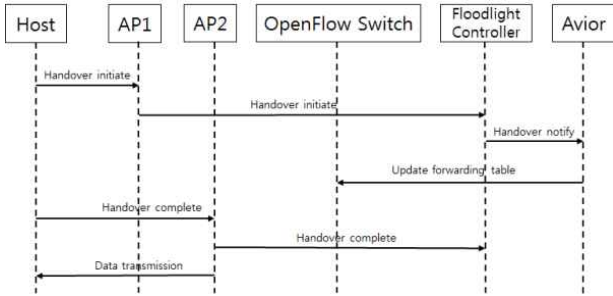 Host
AP1
AP2
OpenFlow Switch
Floodlight
Controller
Avior
Handover initiate
Handover initiate
Handover notify
Update forwarding table
Handover complete
Handover complete
Data transmission